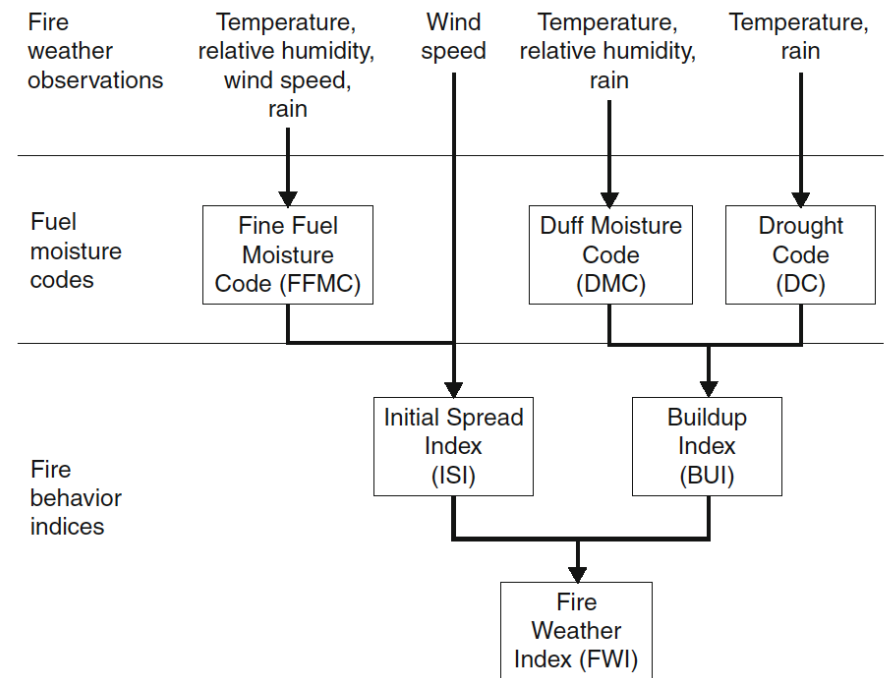 Fire
weather
observations
Temperature,
relative humidity,
wind speed,
rain
Wind
speed
Temperature,
relative humidity,
rain
Temperature,
rain
Fuel
moisture
codes
Fine Fuel
Moisture
Code (FFMC)
Duff Moisture
Code
(DMC)
Drought
Code
(DC)
Fire
behavior
indices
Initial Spread
Index
(ISI)
Buildup
Index
(BUI)
Fire
Weather
Index (FWI)